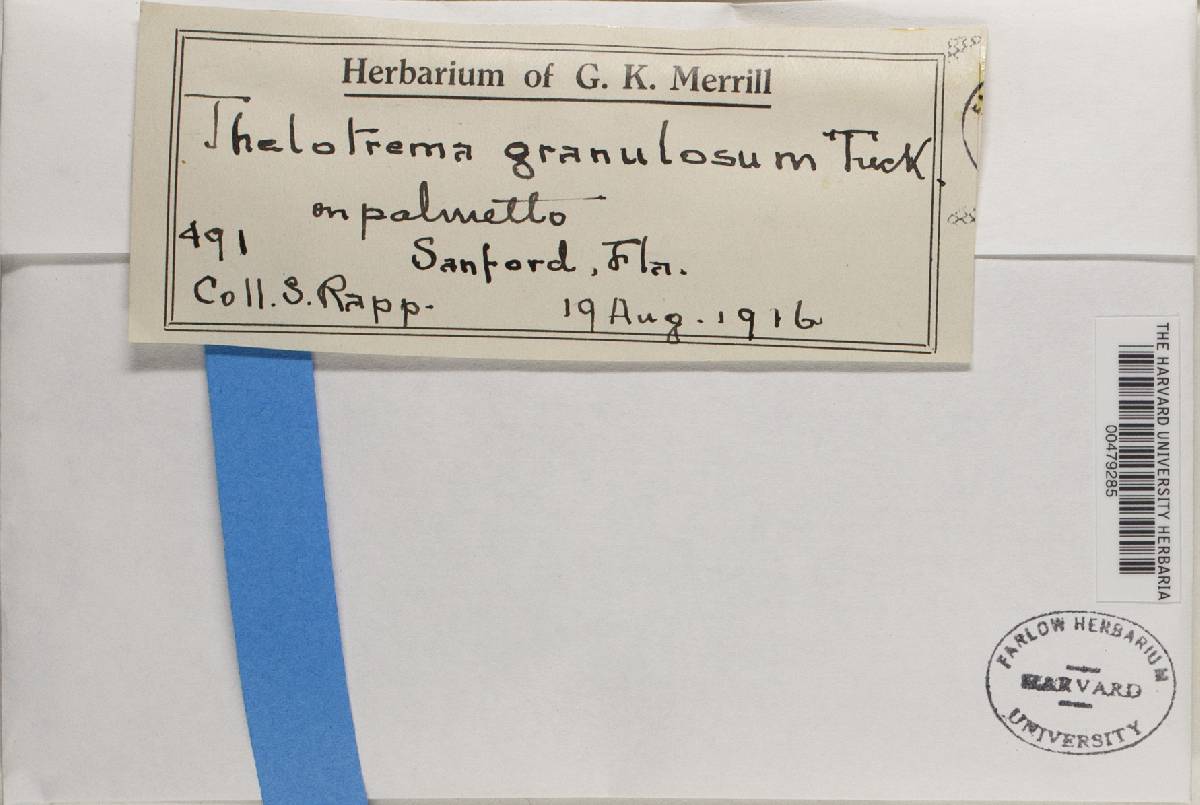 Herbarium of G. K. Merrill
Thelotrema granulosum Tuck.
on palmetto
491
Sanford, Fla.
Coll. S. Rapp. 19 Aug. 1916
THE HARVARD UNIVERSITY HERBARIA
00479285
FARLOW HERBARIUM
HARVARD
UNIVERSITY